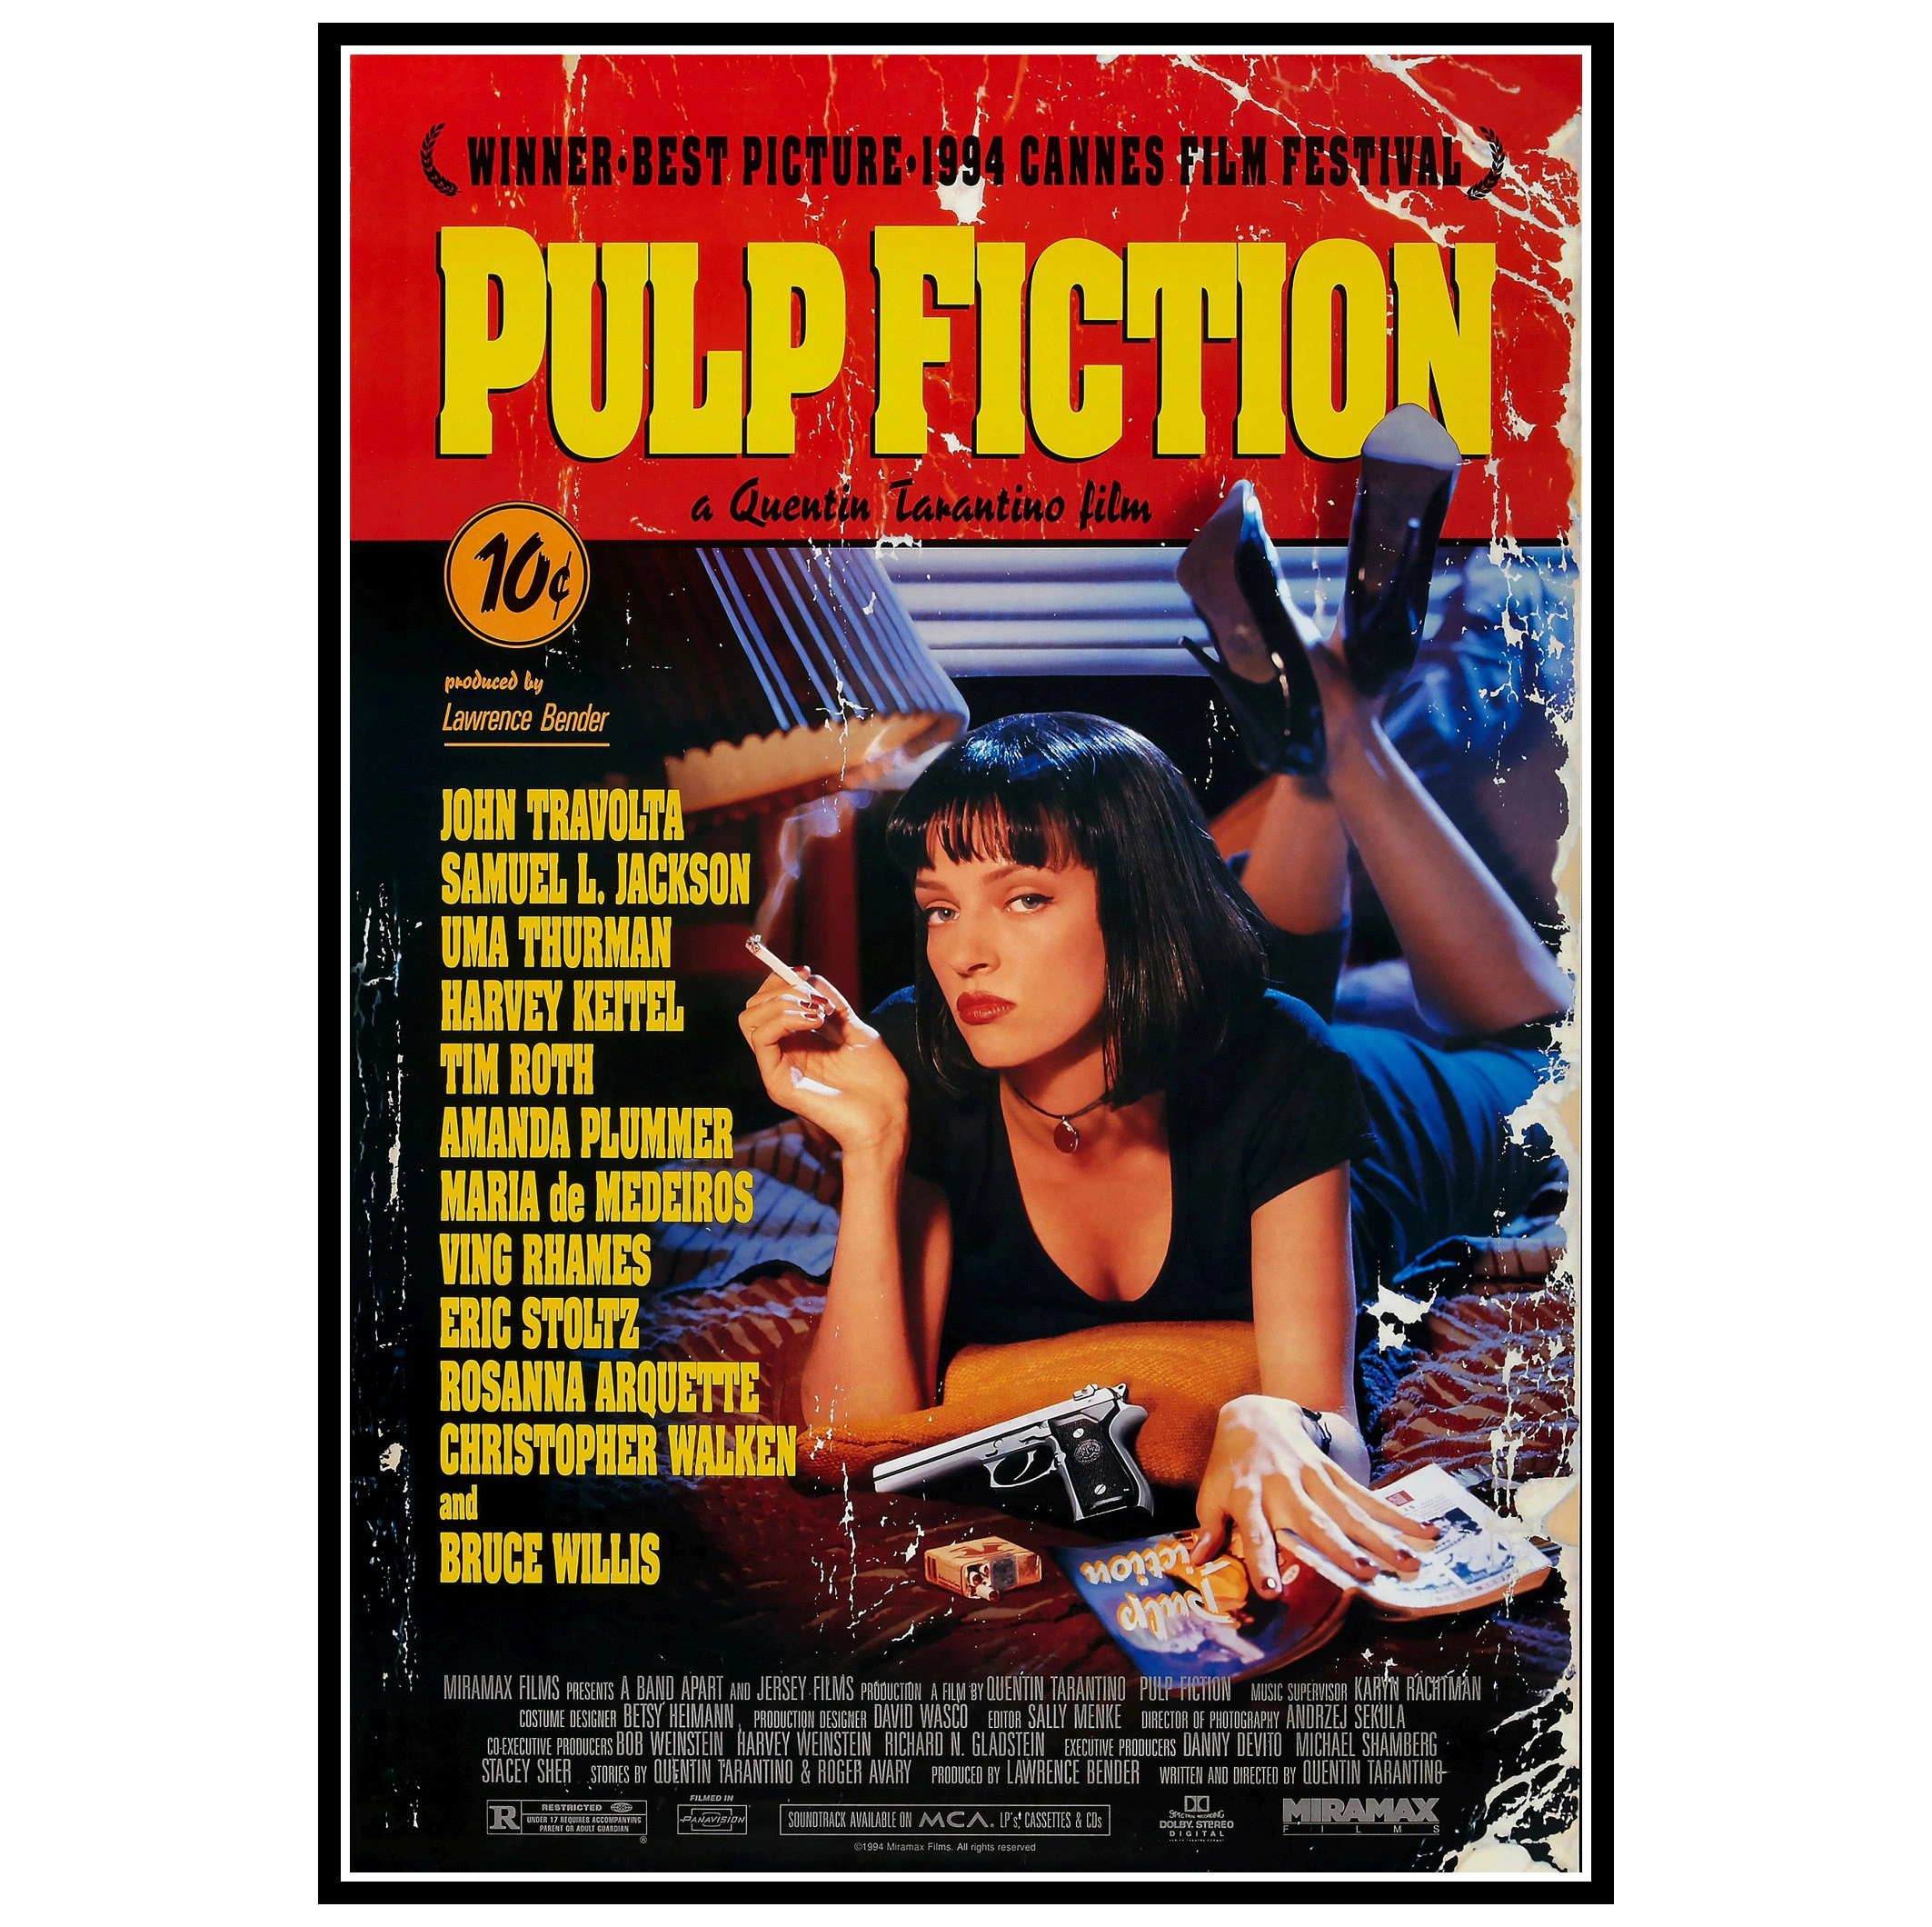 WINNER•BEST PICTURE•1994 CANNES FILM FESTIVAL
PULP FICTION
a Quentin Tarantino film
10¢
produced by
Lawrence Bender
JOHN TRAVOLTA
SAMUEL L. JACKSON
UMA THURMAN
HARVEY KEITEL
TIM ROTH
AMANDA PLUMMER
MARIA de MEDEIROS
VING RHAMES
ERIC STOLTZ
ROSANNA ARQUETTE
CHRISTOPHER WALKEN
and
BRUCE WILLIS
Pulp
Fiction
MIRAMAX FILMS PRESENTS A BAND APART AND JERSEY FILMS PRODUCTION A FILM BY QUENTIN TARANTINO PULP FICTION MUSIC SUPERVISOR KARYN RACHTMAN
COSTUME DESIGNER BETSY HEIMANN PRODUCTION DESIGNER DAVID WASCO EDITOR SALLY MENKE DIRECTOR OF PHOTOGRAPHY ANDRZEJ SEKULA
CO-EXECUTIVE PRODUCERS BOB WEINSTEIN HARVEY WEINSTEIN RICHARD N. GLADSTEIN EXECUTIVE PRODUCERS DANNY DEVITO MICHAEL SHAMBERG
STACEY SHER STORIES BY QUENTIN TARANTINO & ROGER AVARY PRODUCED BY LAWRENCE BENDER WRITTEN AND DIRECTED BY QUENTIN TARANTINO
R RESTRICTED
UNDER 17 REQUIRES ACCOMPANYING
PARENT OR ADULT GUARDIAN
®
FILMED IN
PANAVISION
SOUNDTRACK AVAILABLE ON MCA. LP's, CASSETTES & CDs
SPECTRAL RECORDING
DOLBY STEREO
DIGITAL
MIRAMAX
FILMS
©1994 Miramax Films. All rights reserved